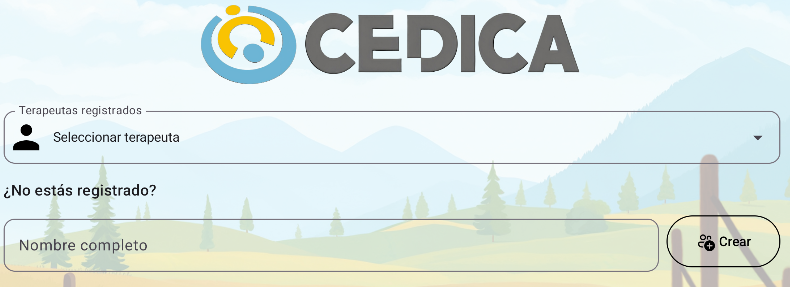 CEDICA
Terapeutas registrados
Seleccionar terapeuta
¿No estás registrado?
Nombre completo
Crear